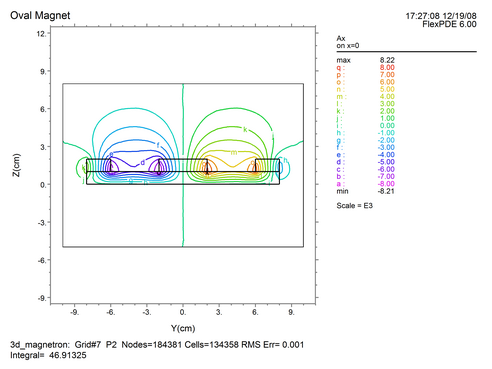 Oval Magnet
17:27:08 12/19/08
FlexPDE 6.00
Ax
on x=0
max 8.22
q : 8.00
p : 7.00
o : 6.00
n : 5.00
m : 4.00
l : 3.00
k : 2.00
j : 1.00
i : 0.00
h : -1.00
g : -2.00
f : -3.00
e : -4.00
d : -5.00
c : -6.00
b : -7.00
a : -8.00
min -8.21
Scale = E3
12.
9.
6.
3.
0.
-3.
-6.
-9.
Z(cm)
-9. -6. -3. 0. 3. 6. 9.
Y(cm)
3d_magnetron: Grid#7 P2 Nodes=184381 Cells=134358 RMS Err= 0.001
Integral= 46.91325